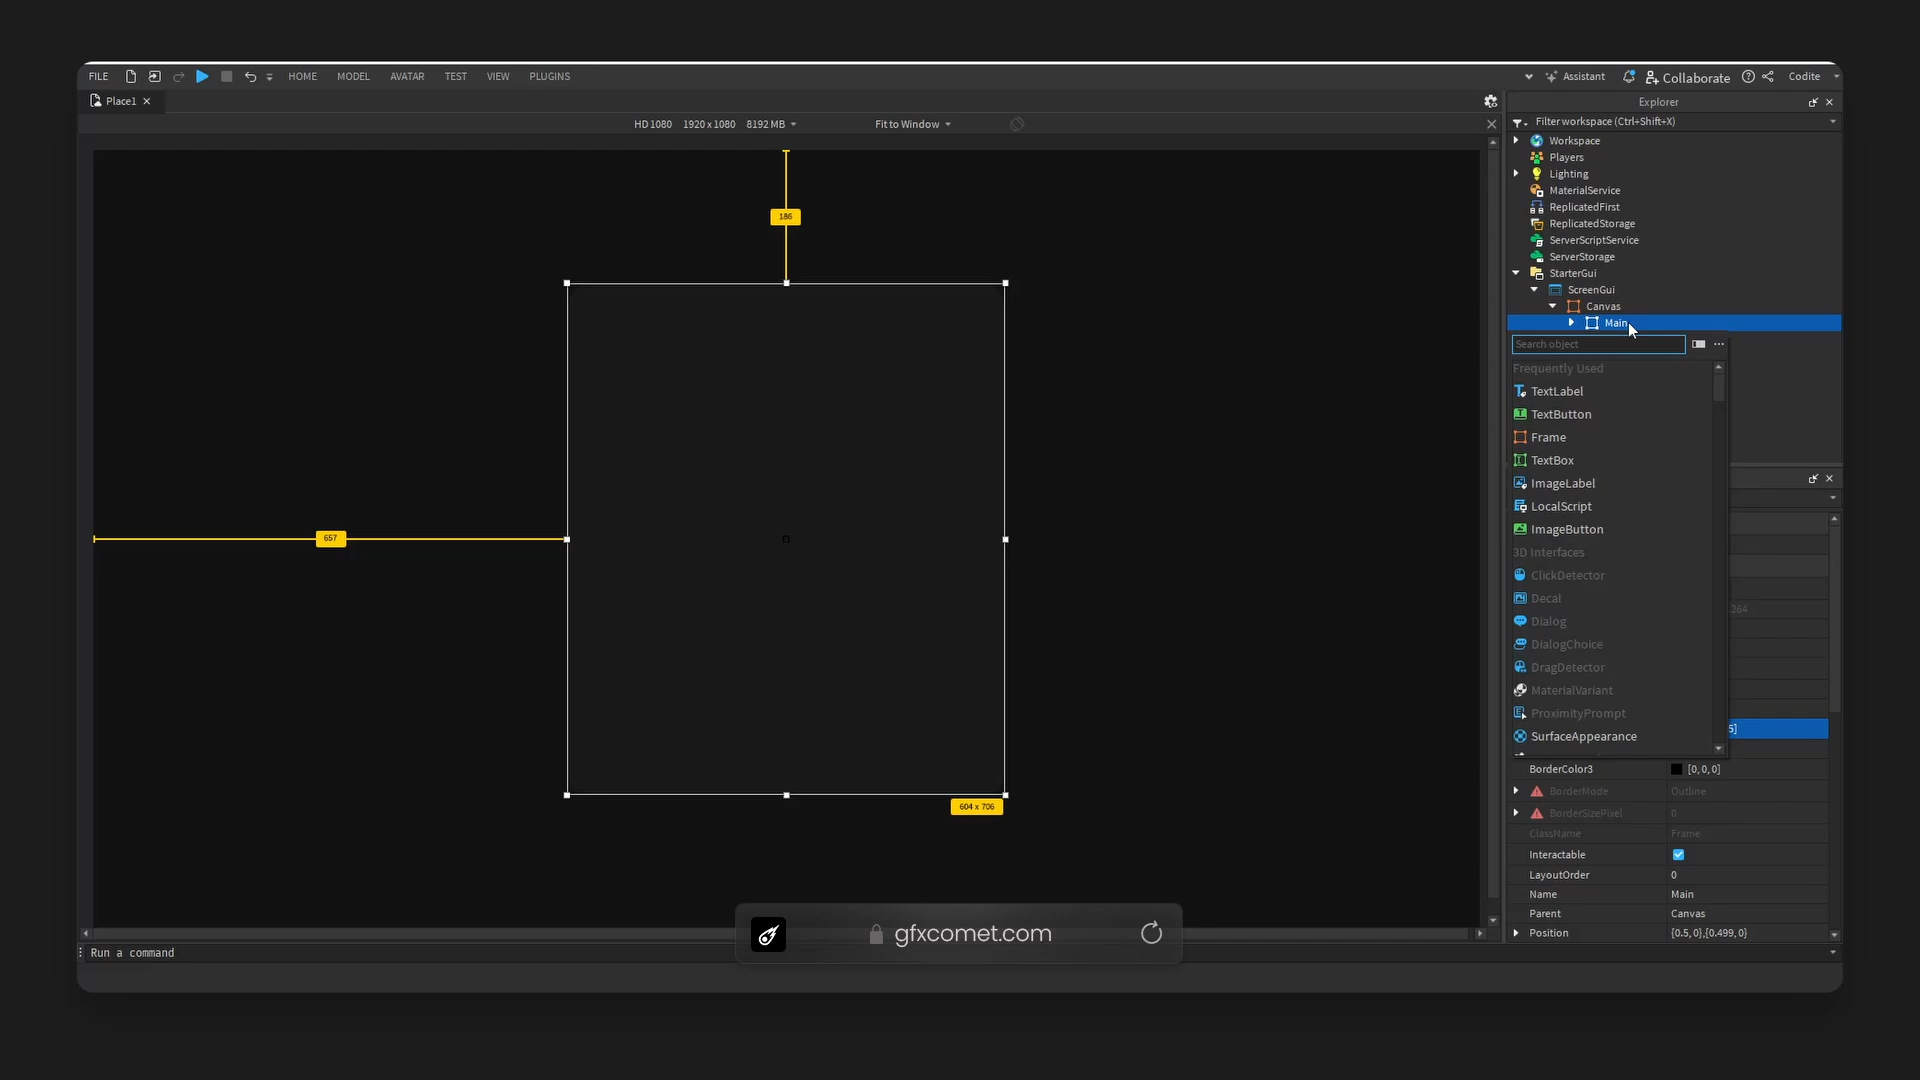 FILE HOME MODEL AVATAR TEST VIEW PLUGINS Assistant Collaborate Codite
Place1
Explorer
HD 1080 1920 x 1080 8192 MB Fit to Window
Filter workspace (Ctrl+Shift+X)
Workspace
Players
Lighting
MaterialService
ReplicatedFirst
ReplicatedStorage
ServerScriptService
ServerStorage
StarterGui
ScreenGui
Canvas
Main
186
657
604 x 706
Search object
Frequently Used
TextLabel
TextButton
Frame
TextBox
ImageLabel
LocalScript
ImageButton
3D Interfaces
ClickDetector
Decal
Dialog
DialogChoice
DragDetector
MaterialVariant
ProximityPrompt
SurfaceAppearance
264
5]
BorderColor3 [0, 0, 0]
BorderMode Outline
BorderSizePixel 0
ClassName Frame
Interactable
LayoutOrder 0
Name Main
Parent Canvas
Position {0.5, 0},{0.499, 0}
gfxcomet.com
Run a command